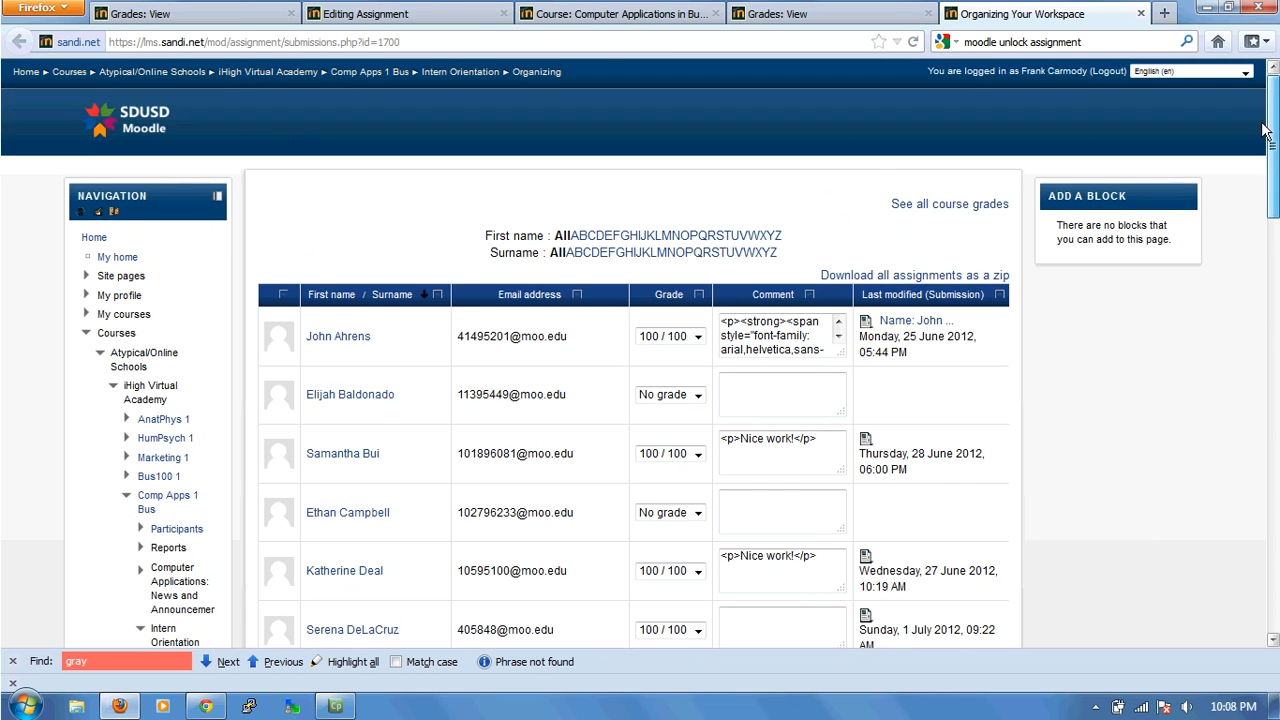 Firefox
Grades: View
Editing Assignment
Course: Computer Applications in Bu...
Grades: View
Organizing Your Workspace
sandi.net
https://lms.sandi.net/mod/assignment/submissions.php?id=1700
moodle unlock assignment
Home ► Courses ► Atypical/Online Schools ► iHigh Virtual Academy ► Comp Apps 1 Bus ► Intern Orientation ► Organizing
You are logged in as Frank Carmody (Logout)
English (en)
SDUSD
Moodle
NAVIGATION
Home
My home
Site pages
My profile
My courses
Courses
Atypical/Online
Schools
iHigh Virtual
Academy
AnatPhys 1
HumPsych 1
Marketing 1
Bus100 1
Comp Apps 1
Bus
Participants
Reports
Computer
Applications:
News and
Announcemer
Intern
Orientation
See all course grades
First name : AllABCDEFGHIJKLMNOPQRSTUVWXYZ
Surname : AllABCDEFGHIJKLMNOPQRSTUVWXYZ
Download all assignments as a zip
First name / Surname
Email address
Grade
Comment
Last modified (Submission)
John Ahrens
41495201@moo.edu
100 / 100
<p><strong><span
style="font-family:
arial,helvetica,sans-
Name: John ...
Monday, 25 June 2012,
05:44 PM
Elijah Baldonado
11395449@moo.edu
No grade
Samantha Bui
101896081@moo.edu
100 / 100
<p>Nice work!</p>
Thursday, 28 June 2012,
06:00 PM
Ethan Campbell
102796233@moo.edu
No grade
Katherine Deal
10595100@moo.edu
100 / 100
<p>Nice work!</p>
Wednesday, 27 June 2012,
10:19 AM
Serena DeLaCruz
405848@moo.edu
100 / 100
Sunday, 1 July 2012, 09:22
AM
ADD A BLOCK
There are no blocks that
you can add to this page.
Find:
gray
Next
Previous
Highlight all
Match case
Phrase not found
Cp
10:08 PM